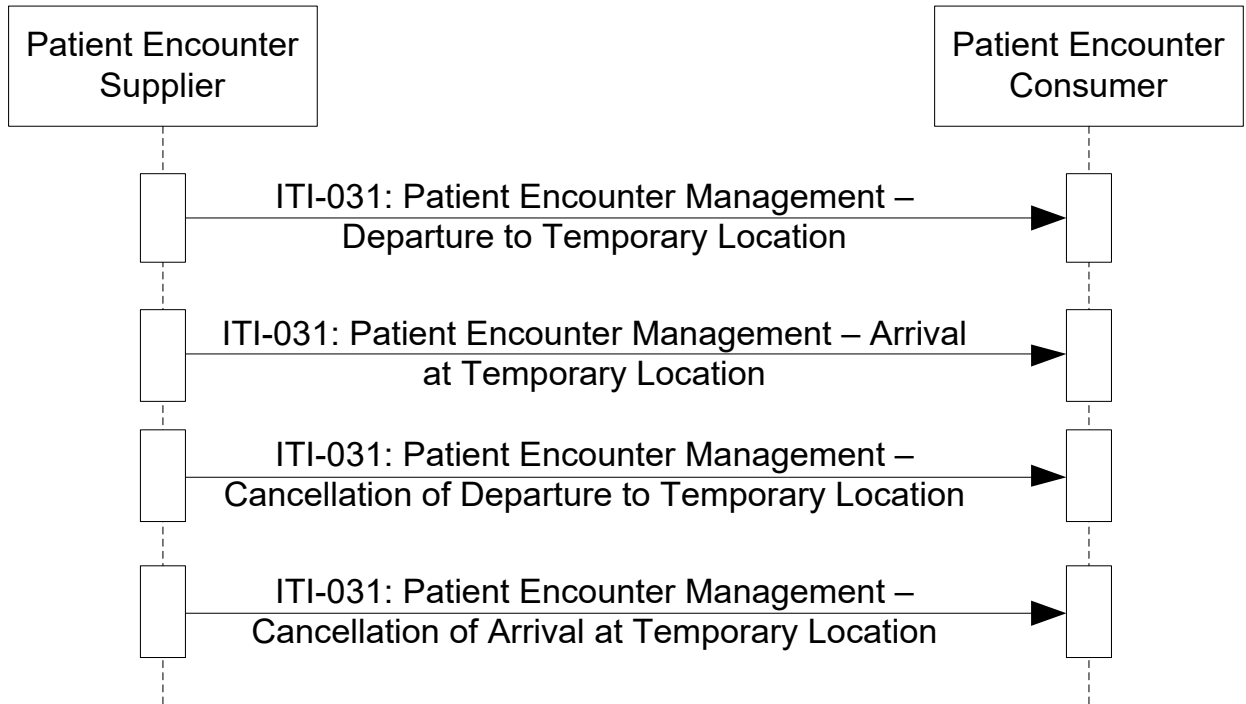 Patient Encounter
Supplier
Patient Encounter
Consumer
ITI-031: Patient Encounter Management –
Departure to Temporary Location
ITI-031: Patient Encounter Management – Arrival
at Temporary Location
ITI-031: Patient Encounter Management –
Cancellation of Departure to Temporary Location
ITI-031: Patient Encounter Management –
Cancellation of Arrival at Temporary Location